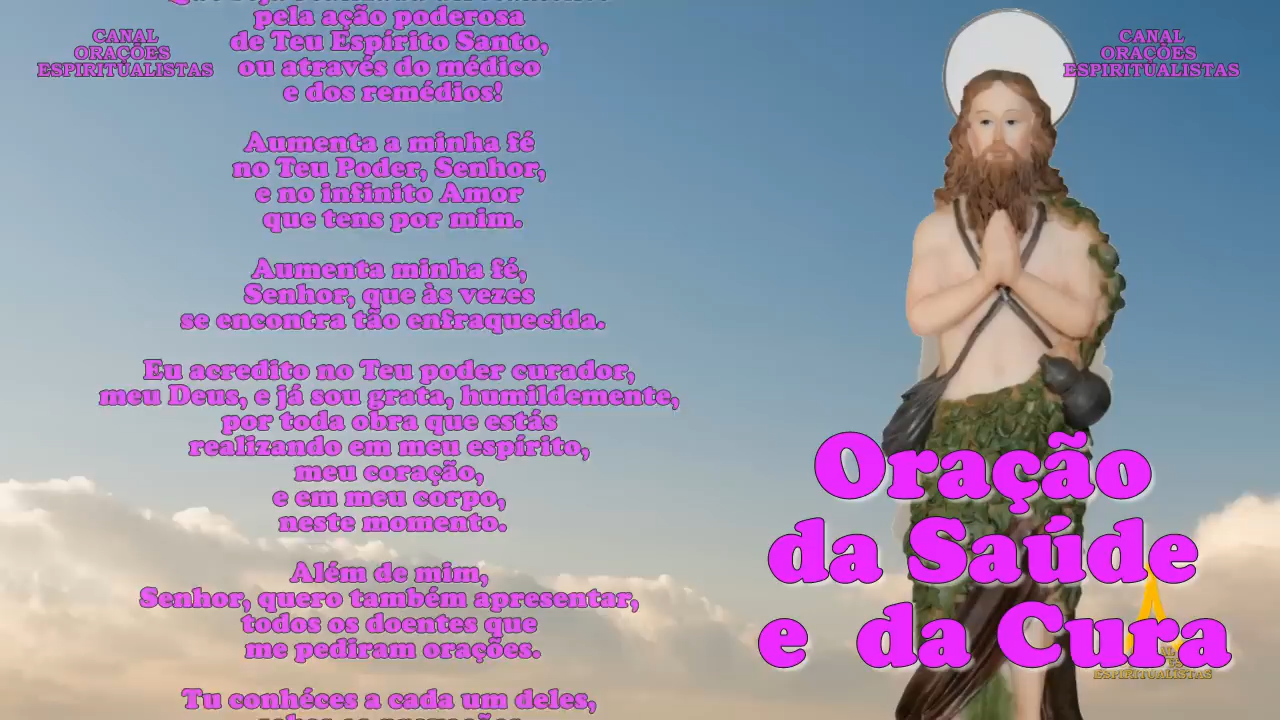 CANAL
ORAÇÕES
ESPIRITUALISTAS
pela ação poderosa
de Teu Espírito Santo,
ou através do médico
e dos remédios!
Aumenta a minha fé
no Teu Poder, Senhor,
e no infinito Amor
que tens por mim.
Aumenta minha fé,
Senhor, que às vezes
se encontra tão enfraquecida.
Eu acredito no Teu poder curador,
meu Deus, e já sou grata, humildemente,
por toda obra que estás
realizando em meu espírito,
meu coração,
e em meu corpo,
neste momento.
Além de mim,
Senhor, quero também apresentar,
todos os doentes que
me pediram orações.
Tu conhéces a cada um deles,
CANAL
ORAÇÕES
ESPIRITUALISTAS
Oração
da Saúde
e da Cura
ESPIRITUALISTAS